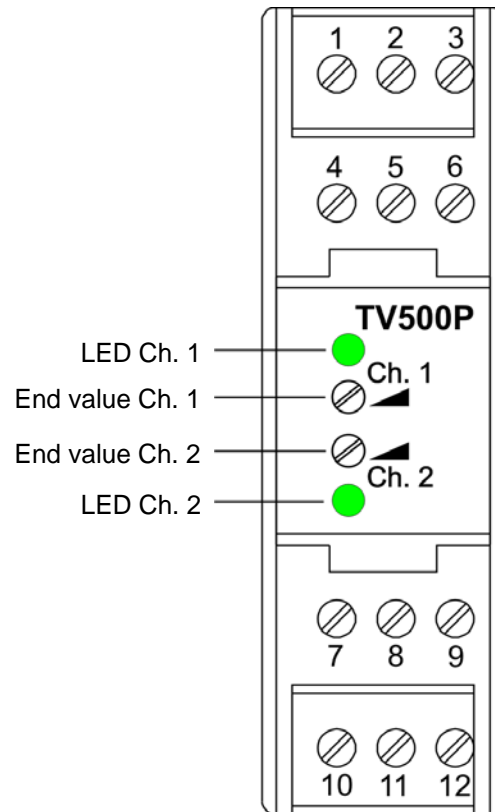 1 2 3
4 5 6
TV500P
LED Ch. 1
Ch. 1
End value Ch. 1
End value Ch. 2
Ch. 2
LED Ch. 2
7 8 9
10 11 12